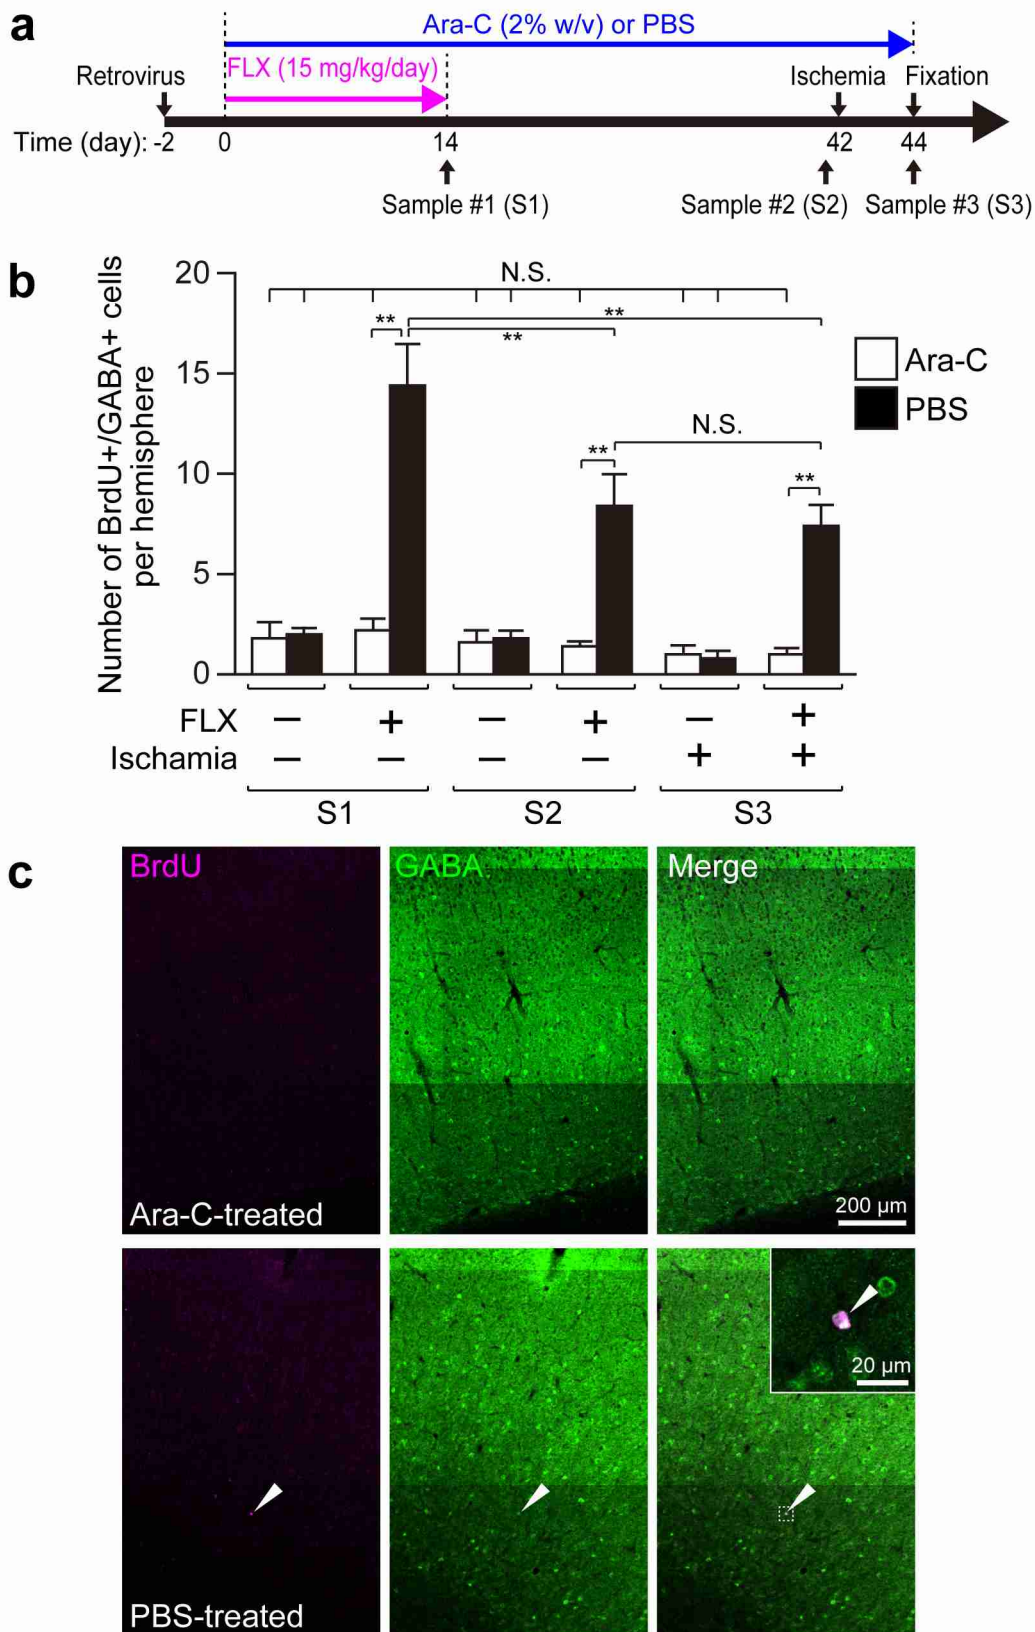 a
Ara-C (2% w/v) or PBS
FLX (15 mg/kg/day)
Retrovirus
Ischemia
Fixation
Time (day): -2 0 14 42 44
Sample #1 (S1) Sample #2 (S2) Sample #3 (S3)
b
Number of BrdU+/GABA+ cells
per hemisphere
20
15
10
5
0
N.S.
**
**
**
N.S.
**
**
Ara-C
PBS
FLX − + − + − +
Ischamia − − − − + +
S1 S2 S3
c
BrdU GABA Merge
Ara-C-treated
200 µm
20 µm
PBS-treated